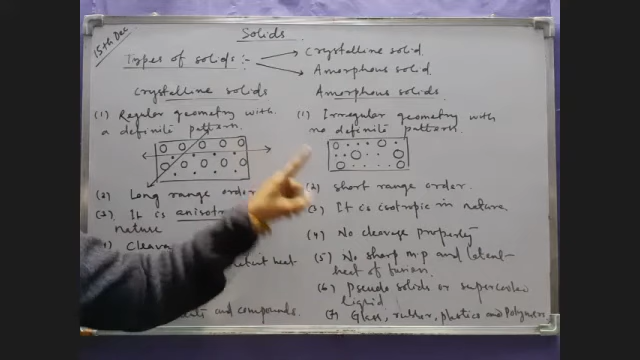 15th Dec
Solids
Types of solids :-
Crystalline solid.
Amorphous solid.
Crystalline solids
(1) Regular geometry with
a definite pattern.
(2) Long range order
(3) It is anisotr
nature
Cleava
heat
and compounds.
Amorphous solids.
(1) Irregular geometry with
no definite pattern.
(2) Short range order.
(3) It is isotropic in nature
(4) No cleavage property
(5) No sharp m.p and latent
heat of fusion.
(6) Pseudo solids or supercooled
liquid
(7) Glass, rubber, plastics and Polymers.